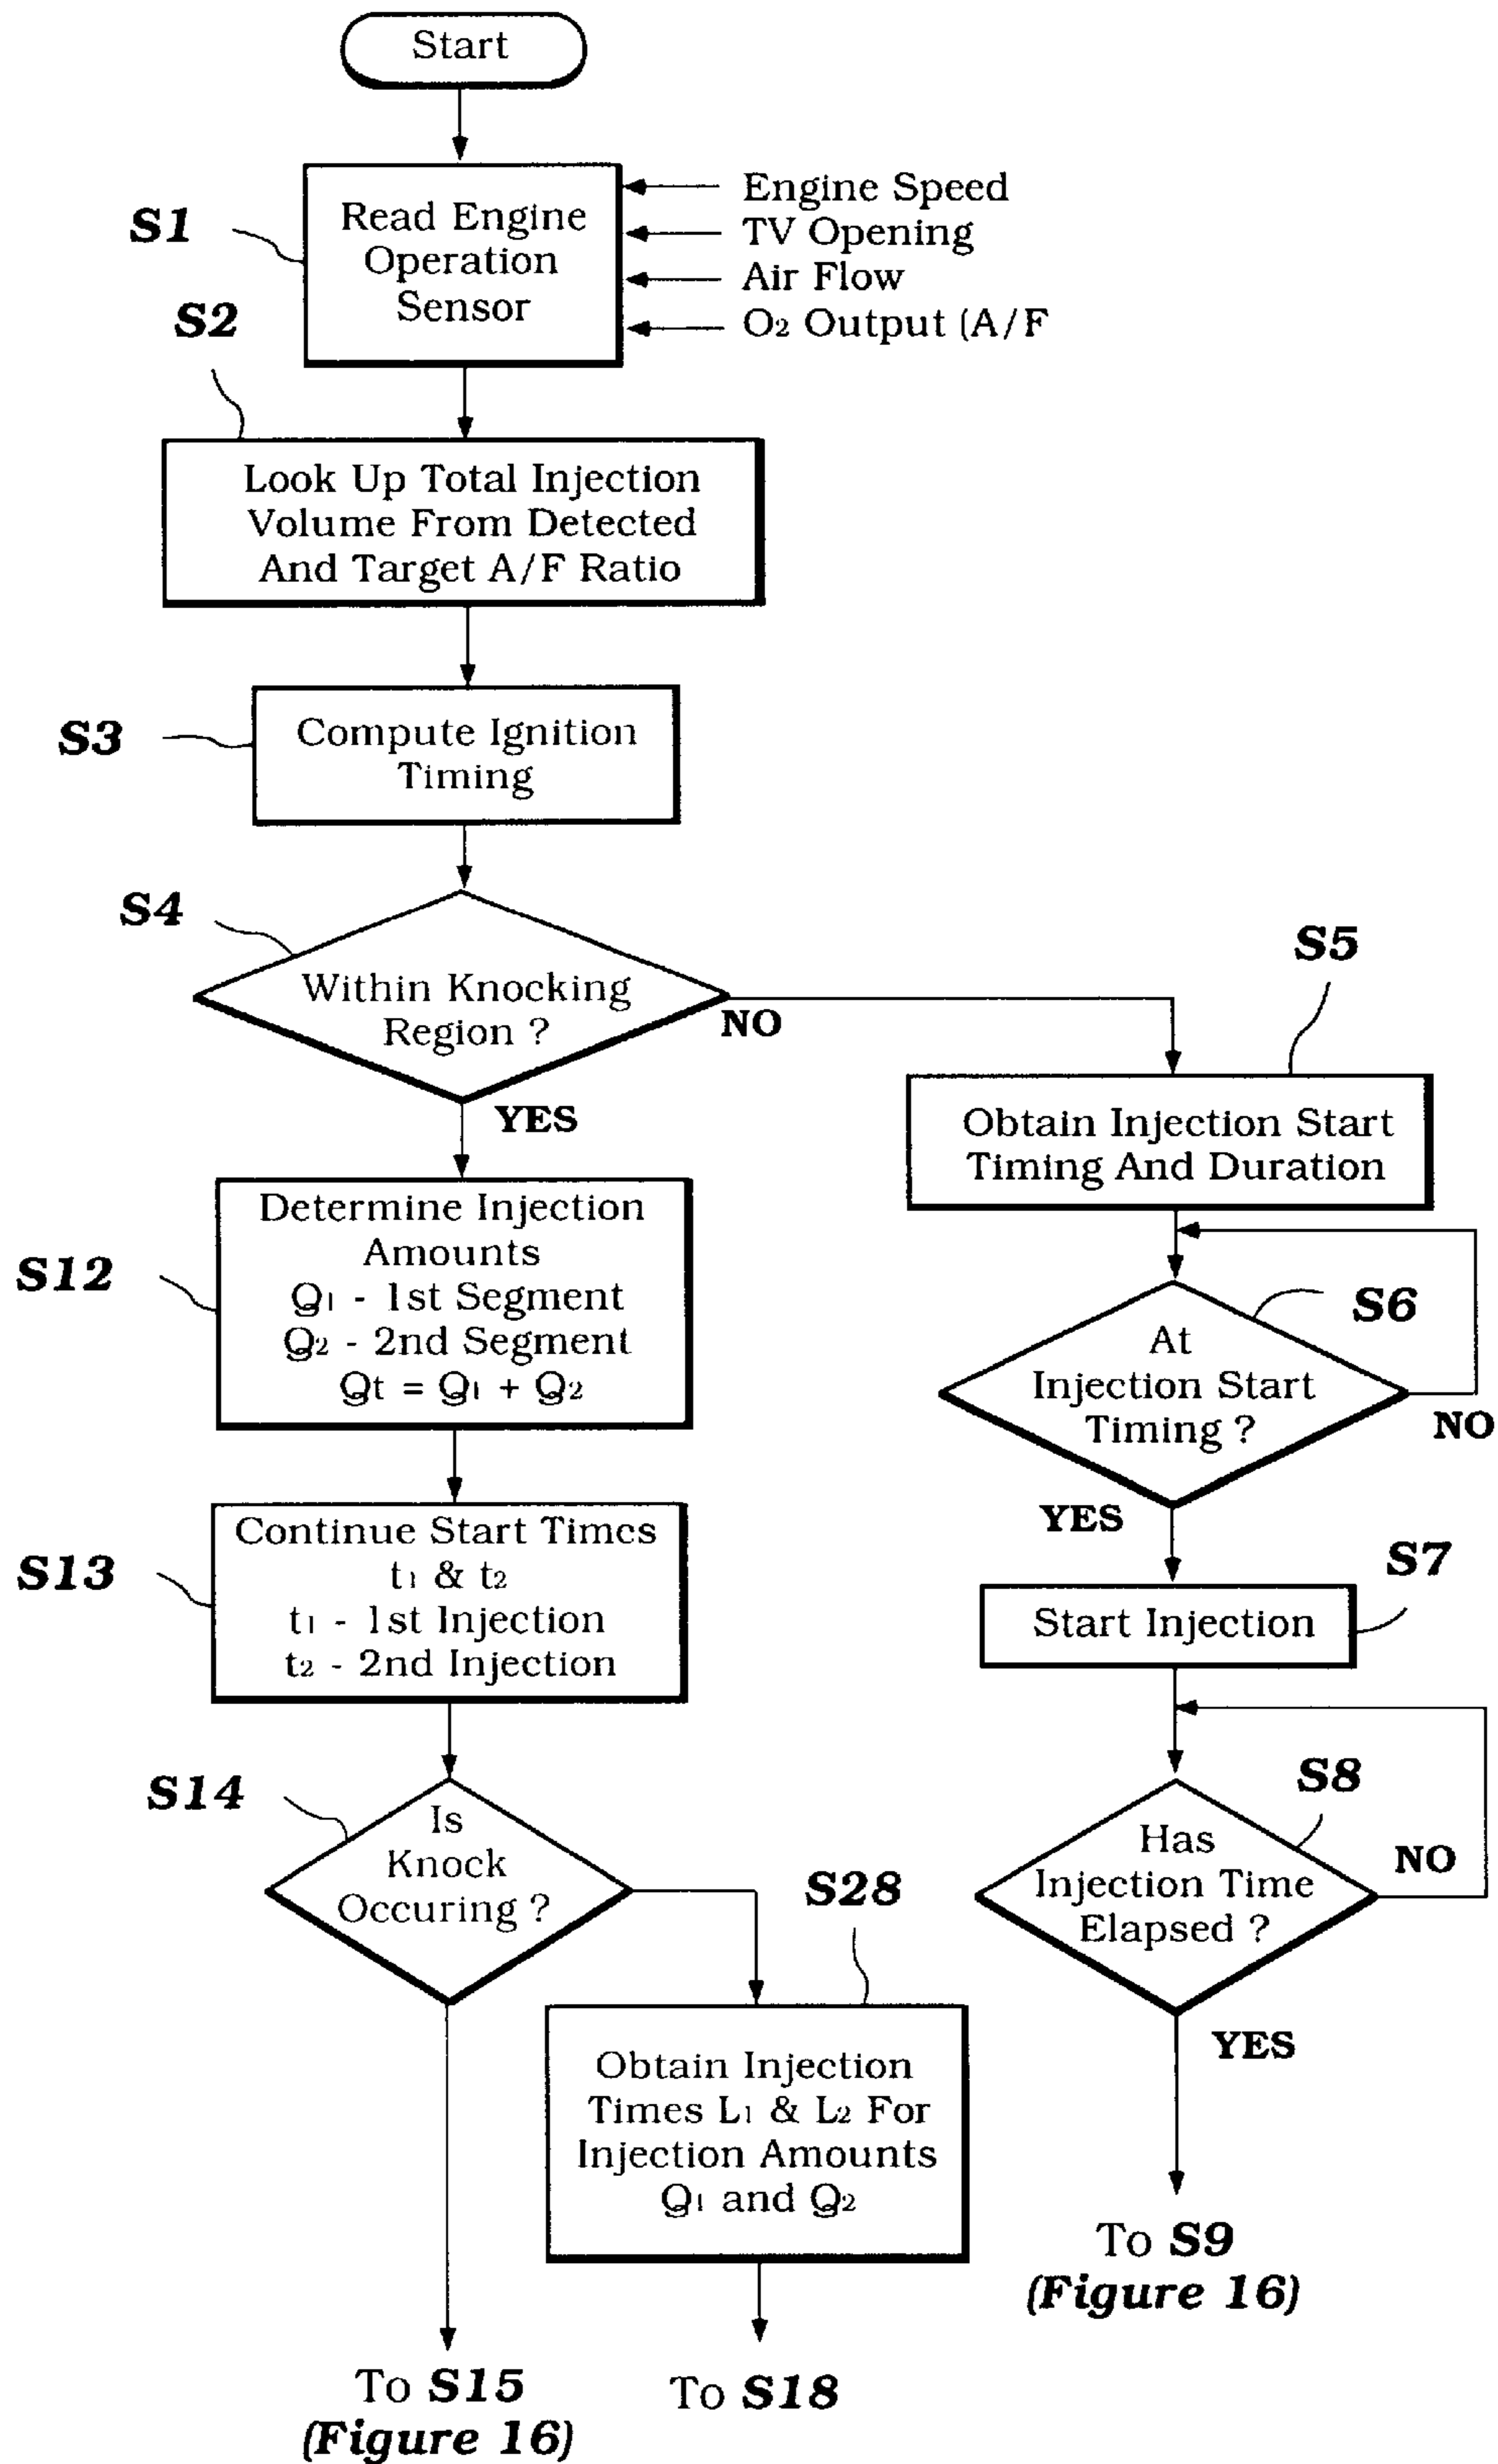 Start
S1
Read Engine
Operation
Sensor
Engine Speed
TV Opening
Air Flow
O2 Output (A/F
S2
Look Up Total Injection
Volume From Detected
And Target A/F Ratio
S3
Compute Ignition
Timing
S4
Within Knocking
Region ?
NO
YES
S5
Obtain Injection Start
Timing And Duration
S6
At
Injection Start
Timing ?
NO
YES
S7
Start Injection
S8
Has
Injection Time
Elapsed ?
NO
YES
To S9
(Figure 16)
S12
Determine Injection
Amounts
Q1 - 1st Segment
Q2 - 2nd Segment
Qt = Q1 + Q2
S13
Continue Start Times
t1 & t2
t1 - 1st Injection
t2 - 2nd Injection
S14
Is
Knock
Occuring ?
S28
Obtain Injection
Times L1 & L2 For
Injection Amounts
Q1 and Q2
To S15
(Figure 16)
To S18